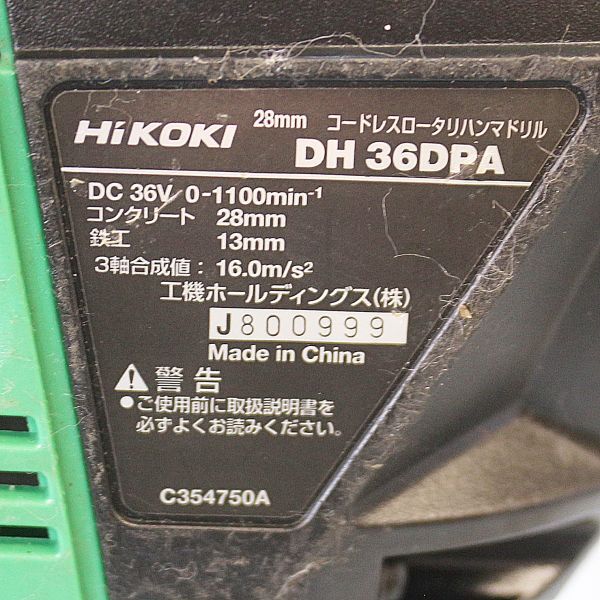 HiKOKI 28mm コードレスロータリハンマドリル
DH 36DPA
DC 36V 0-1100min⁻¹
コンクリート 28mm
鉄工 13mm
3軸合成値：16.0m/s²
工機ホールディングス(株)
J800999
Made in China
警告
●ご使用前に取扱説明書を
必ずよくお読みください。
C354750A